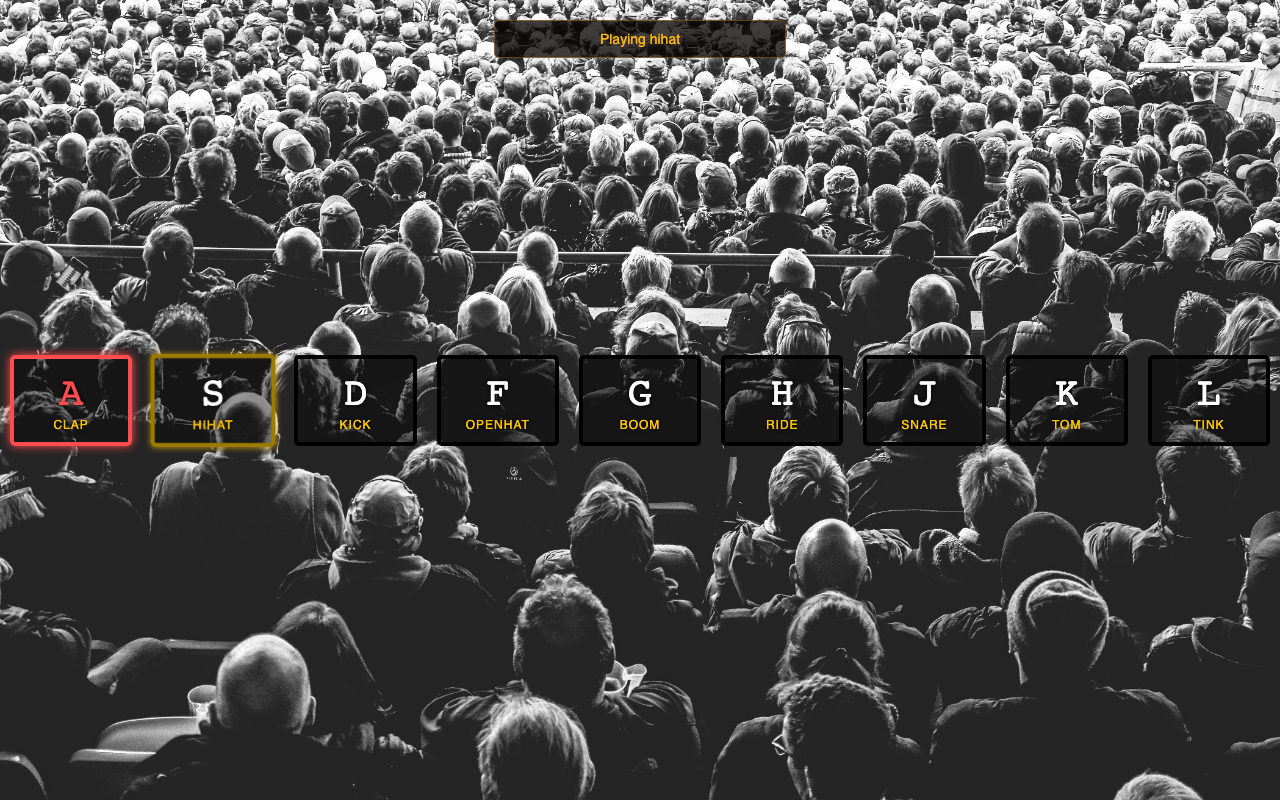 Playing hihat
A
CLAP
S
HIHAT
D
KICK
F
OPENHAT
G
BOOM
H
RIDE
J
SNARE
K
TOM
L
TINK